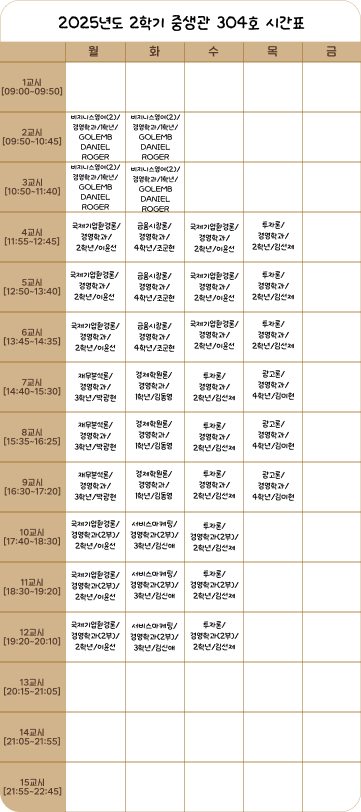 2025년도 2학기 중생관 304호 시간표
월 화 수 목 금
1교시
[09:00~09:50]
2교시
[09:50~10:45]
비지니스영어(2)/
경영학과/1학년/
GOLEMB
DANIEL
ROGER
비지니스영어(2)/
경영학과/1학년/
GOLEMB
DANIEL
ROGER
3교시
[10:50~11:40]
비지니스영어(2)/
경영학과/1학년/
GOLEMB
DANIEL
ROGER
비지니스영어(2)/
경영학과/1학년/
GOLEMB
DANIEL
ROGER
4교시
[11:55~12:45]
국제기업환경론/
경영학과/
2학년/이윤선
금융시장론/
경영학과/
4학년/조군현
국제기업환경론/
경영학과/
2학년/이윤선
투자론/
경영학과/
2학년/김선제
5교시
[12:50~13:40]
국제기업환경론/
경영학과/
2학년/이윤선
금융시장론/
경영학과/
4학년/조군현
국제기업환경론/
경영학과/
2학년/이윤선
투자론/
경영학과/
2학년/김선제
6교시
[13:45~14:35]
국제기업환경론/
경영학과/
2학년/이윤선
금융시장론/
경영학과/
4학년/조군현
국제기업환경론/
경영학과/
2학년/이윤선
투자론/
경영학과/
2학년/김선제
7교시
[14:40~15:30]
재무분석론/
경영학과/
3학년/박광현
경제학원론/
경영학과/
1학년/김동영
투자론/
경영학과/
2학년/김선제
광고론/
경영학과/
4학년/김미현
8교시
[15:35~16:25]
재무분석론/
경영학과/
3학년/박광현
경제학원론/
경영학과/
1학년/김동영
투자론/
경영학과/
2학년/김선제
광고론/
경영학과/
4학년/김미현
9교시
[16:30~17:20]
재무분석론/
경영학과/
3학년/박광현
경제학원론/
경영학과/
1학년/김동영
투자론/
경영학과/
2학년/김선제
광고론/
경영학과/
4학년/김미현
10교시
[17:40~18:30]
국제기업환경론/
경영학과(2부)/
2학년/이윤선
서비스마케팅/
경영학과(2부)/
3학년/김신애
투자론/
경영학과(2부)/
2학년/김선제
11교시
[18:30~19:20]
국제기업환경론/
경영학과(2부)/
2학년/이윤선
서비스마케팅/
경영학과(2부)/
3학년/김신애
투자론/
경영학과(2부)/
2학년/김선제
12교시
[19:20~20:10]
국제기업환경론/
경영학과(2부)/
2학년/이윤선
서비스마케팅/
경영학과(2부)/
3학년/김신애
투자론/
경영학과(2부)/
2학년/김선제
13교시
[20:15~21:05]
14교시
[21:05~21:55]
15교시
[21:55~22:45]